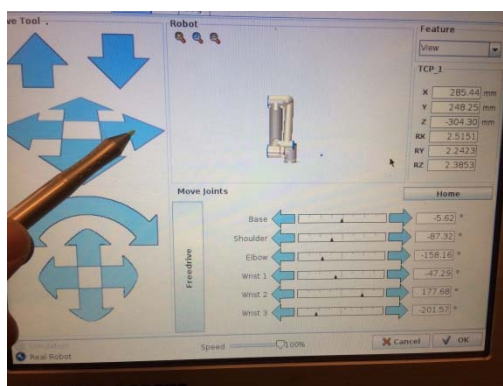 ve Tool
Robot
Feature
View
TCP_1
X 285.44 mm
Y 248.25 mm
Z -304.30 mm
RX 2.5151
RY 2.2423
RZ 2.3853
Move Joints
Home
Freedrive
Base -5.62 °
Shoulder -87.32 °
Elbow -158.16 °
Wrist 1 -47.29 °
Wrist 2 177.68 °
Wrist 3 -201.57 °
Simulation
Real Robot
Speed 100%
Cancel
OK